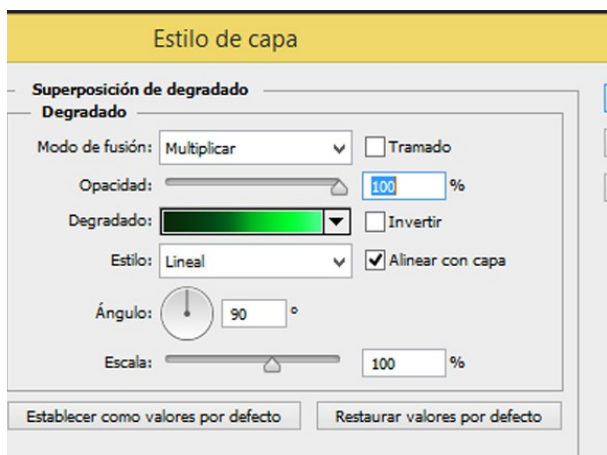 Estilo de capa
Superposición de degradado
Degradado
Modo de fusión: Multiplicar Tramado
Opacidad: 100 %
Degradado: Invertir
Estilo: Lineal Alinear con capa
Ángulo: 90 °
Escala: 100 %
Establecer como valores por defecto Restaurar valores por defecto